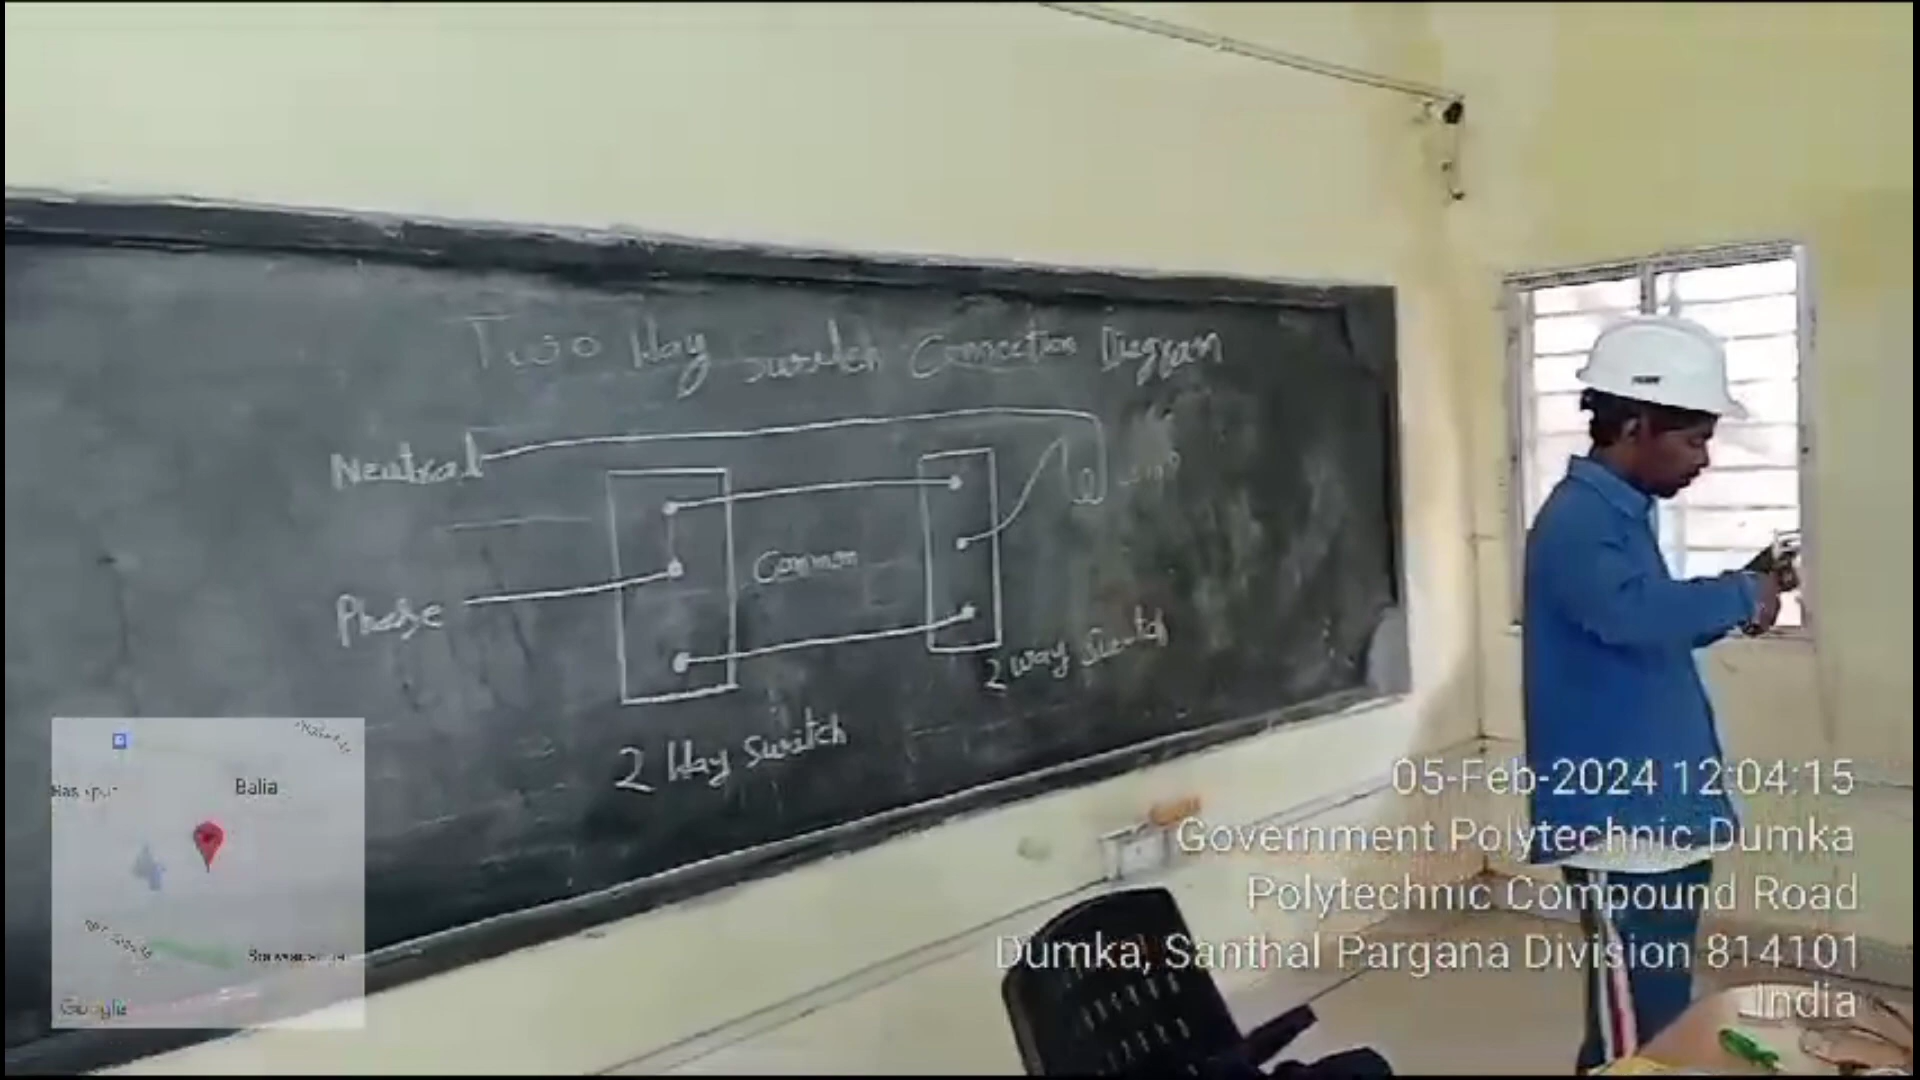 Two Way Switch Connection Diagram
Neutral
Common
Phase
2 Way Switch
2 Way Switch
Balia
Google
05-Feb-2024 12:04:15
Government Polytechnic Dumka
Polytechnic Compound Road
Dumka, Santhal Pargana Division 814101
India